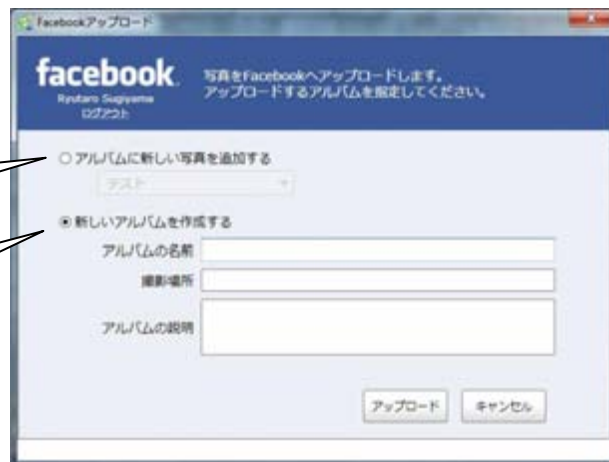 Facebookアップロード
facebook
Ryutaro Sugiyama
ログアウト
写真をFacebookへアップロードします。
アップロードするアルバムを指定してください。
アルバムに新しい写真を追加する
テスト
新しいアルバムを作成する
アルバムの名前
撮影場所
アルバムの説明
アップロード
キャンセル